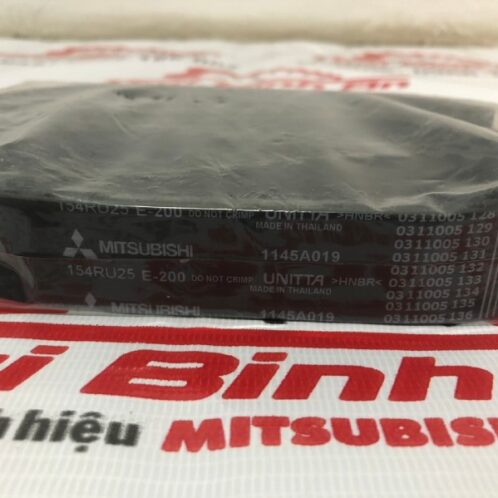 154RU25 E-200 DO NOT CRIMP UNITTA >HNBR<
MADE IN THAILAND
MITSUBISHI 1145A019
0311005 128
0311005 129
0311005 130
0311005 131
0311005 132
0311005 133
0311005 134
0311005 135
0311005 136
154RU25 E-200 DO NOT CRIMP UNITTA >HNBR<
MADE IN THAILAND
MITSUBISHI 1145A019
Binh
hiệu MITSUBISHI